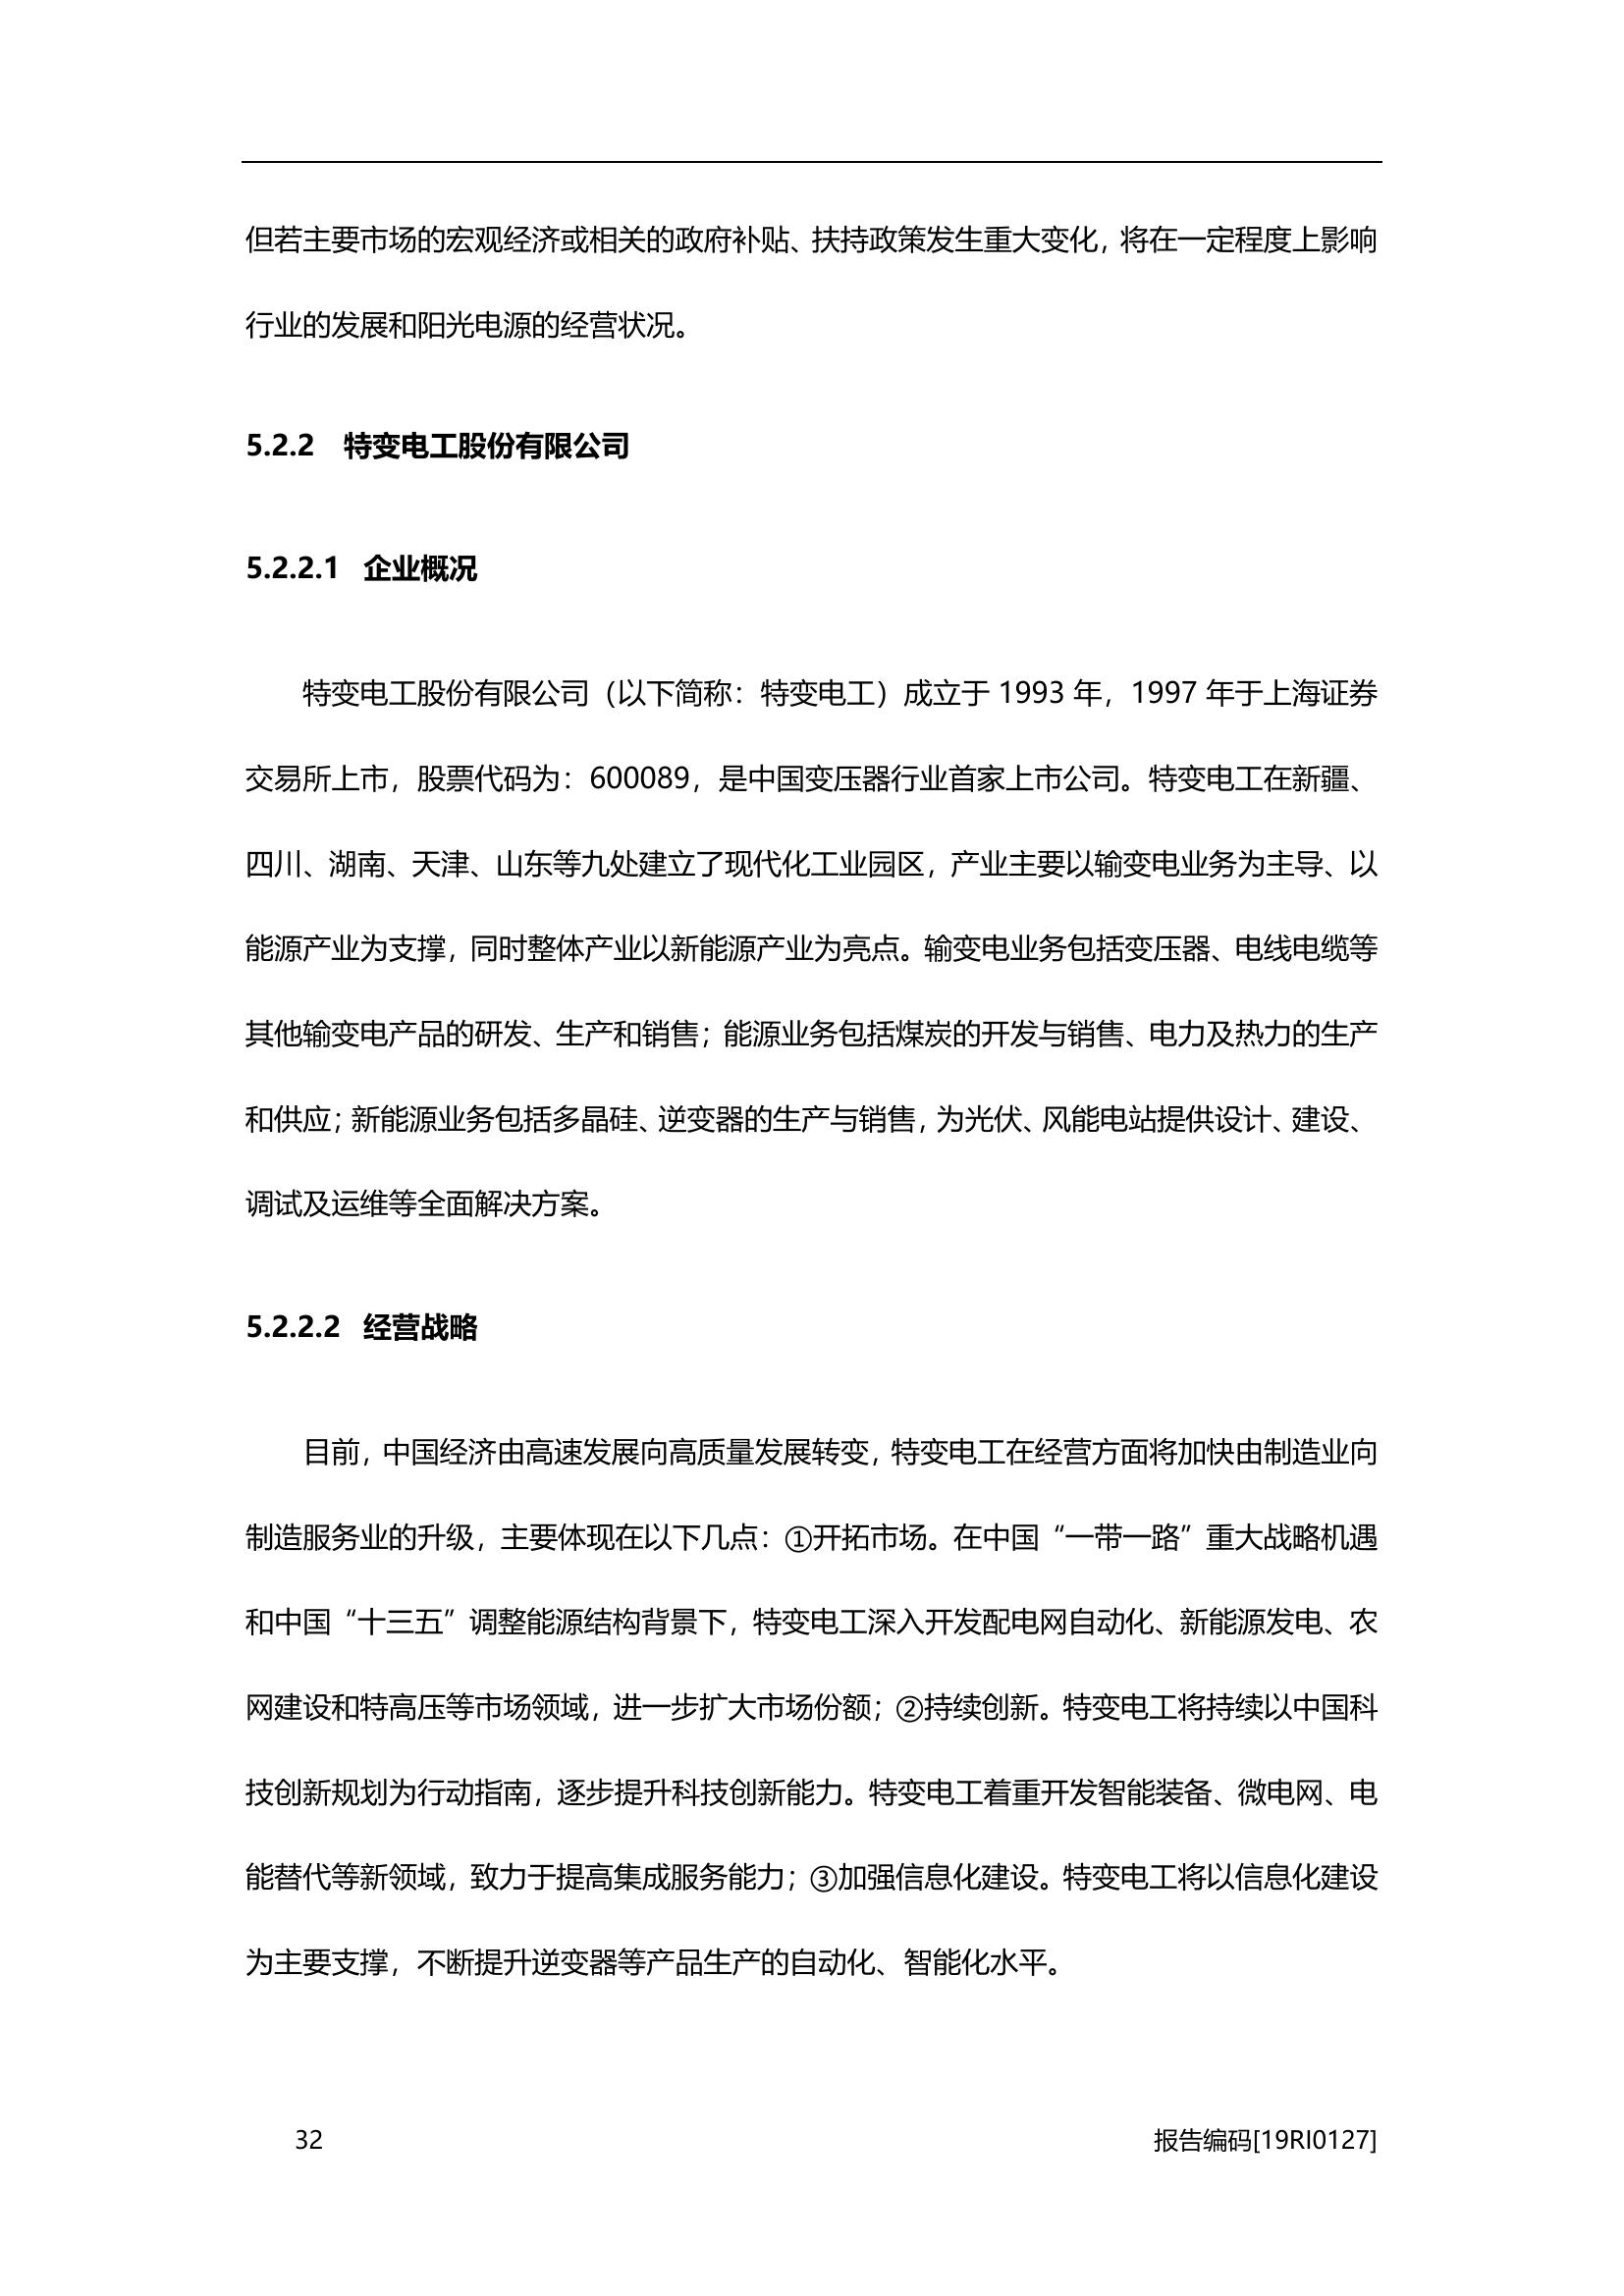 但若主要市场的宏观经济或相关的政府补贴、扶持政策发生重大变化，将在一定程度上影响
行业的发展和阳光电源的经营状况。
5.2.2 特变电工股份有限公司
5.2.2.1 企业概况
特变电工股份有限公司（以下简称：特变电工）成立于 1993 年，1997 年于上海证券
交易所上市，股票代码为：600089，是中国变压器行业首家上市公司。特变电工在新疆、
四川、湖南、天津、山东等九处建立了现代化工业园区，产业主要以输变电业务为主导、以
能源产业为支撑，同时整体产业以新能源产业为亮点。输变电业务包括变压器、电线电缆等
其他输变电产品的研发、生产和销售；能源业务包括煤炭的开发与销售、电力及热力的生产
和供应；新能源业务包括多晶硅、逆变器的生产与销售，为光伏、风能电站提供设计、建设、
调试及运维等全面解决方案。
5.2.2.2 经营战略
目前，中国经济由高速发展向高质量发展转变，特变电工在经营方面将加快由制造业向
制造服务业的升级，主要体现在以下几点：①开拓市场。在中国“一带一路”重大战略机遇
和中国“十三五”调整能源结构背景下，特变电工深入开发配电网自动化、新能源发电、农
网建设和特高压等市场领域，进一步扩大市场份额；②持续创新。特变电工将持续以中国科
技创新规划为行动指南，逐步提升科技创新能力。特变电工着重开发智能装备、微电网、电
能替代等新领域，致力于提高集成服务能力；③加强信息化建设。特变电工将以信息化建设
为主要支撑，不断提升逆变器等产品生产的自动化、智能化水平。
32 报告编码[19RI0127]